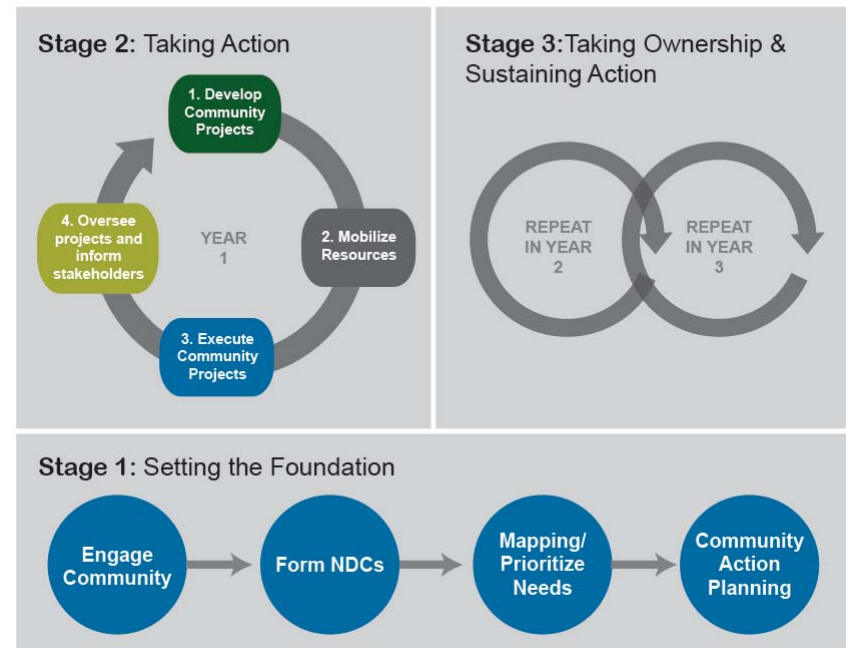 Stage 2: Taking Action
1. Develop
Community
Projects
2. Mobilize
Resources
3. Execute
Community
Projects
4. Oversee
projects and
inform
stakeholders
YEAR
1
Stage 3:Taking Ownership &
Sustaining Action
REPEAT
IN YEAR
2
REPEAT
IN YEAR
3
Stage 1: Setting the Foundation
Engage
Community
Form NDCs
Mapping/
Prioritize
Needs
Community
Action
Planning